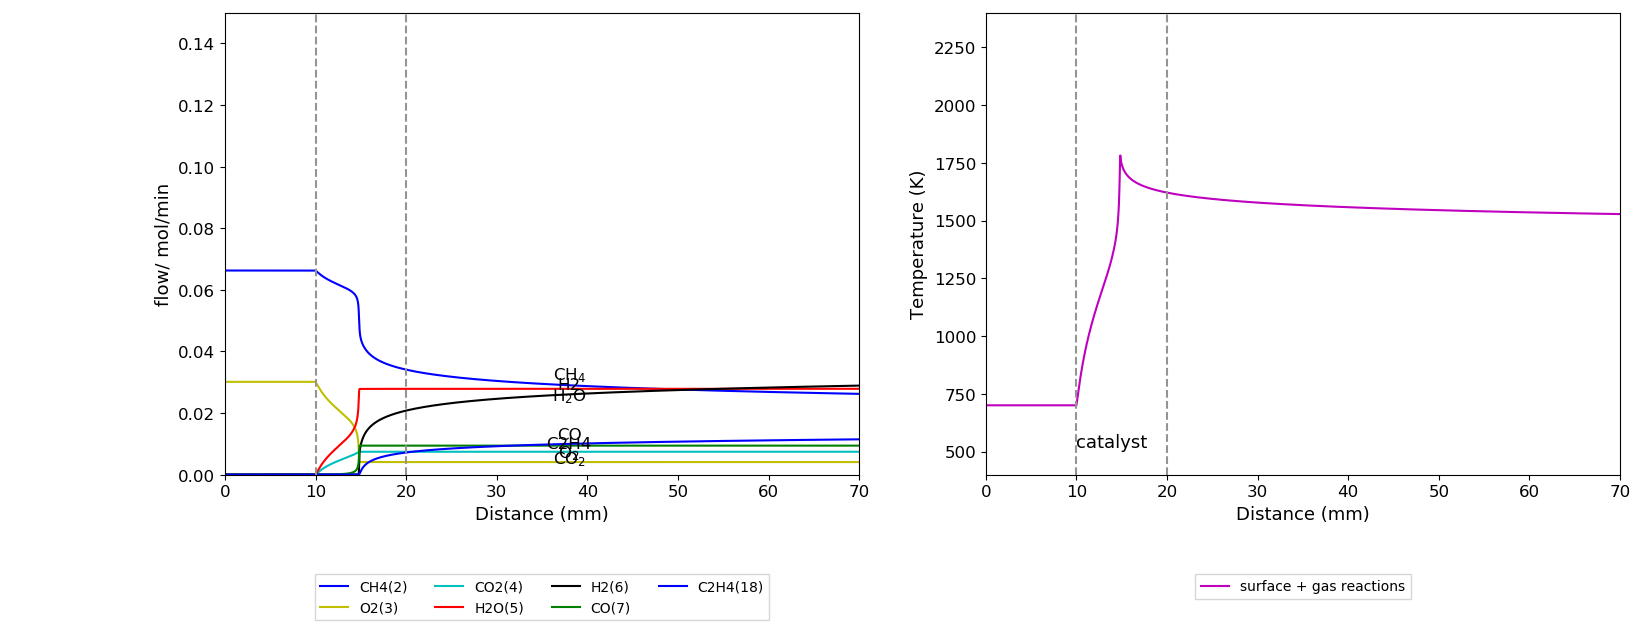 0.14
0.12
0.10
0.08
0.06
0.04
0.02
0.00
flow/ mol/min
CH4
H2
H2O
CO
C2H4
O2
CO2
0 10 20 30 40 50 60 70
Distance (mm)
CH4(2) CO2(4) H2(6) C2H4(18)
O2(3) H2O(5) CO(7)
2250
2000
1750
1500
1250
1000
750
500
Temperature (K)
catalyst
0 10 20 30 40 50 60 70
Distance (mm)
surface + gas reactions